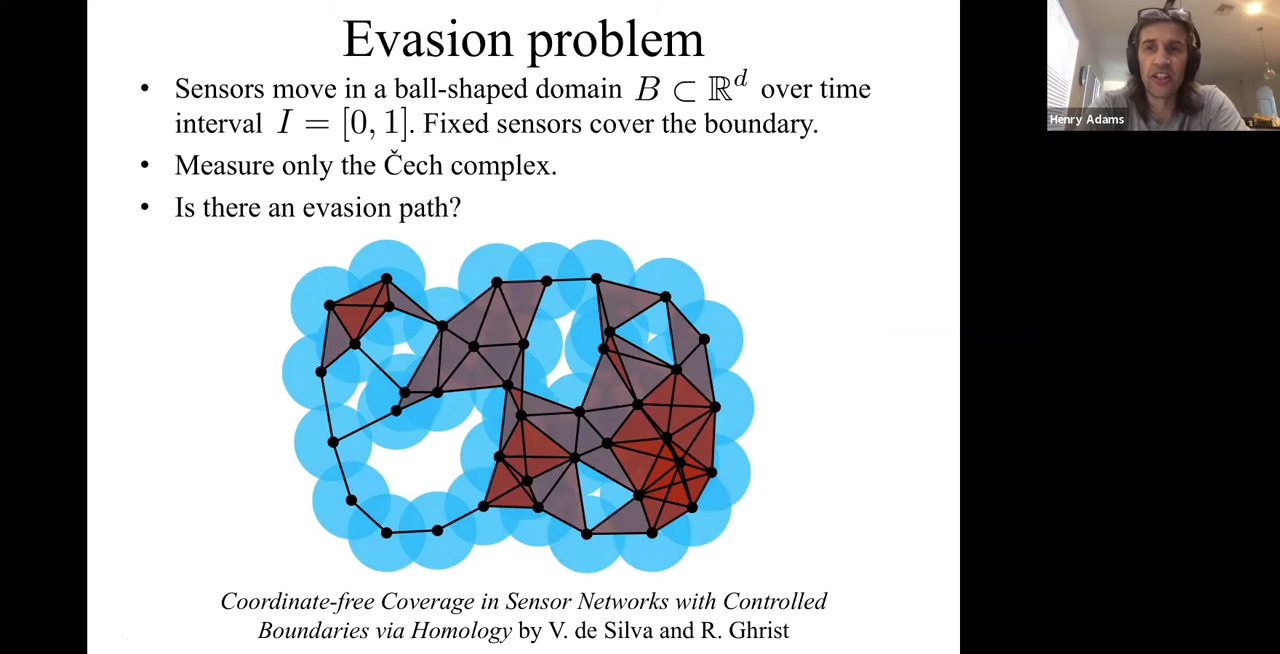 Evasion problem
• Sensors move in a ball-shaped domain B ⊂ ℝᵈ over time
interval I = [0, 1]. Fixed sensors cover the boundary.
• Measure only the Čech complex.
• Is there an evasion path?
Coordinate-free Coverage in Sensor Networks with Controlled
Boundaries via Homology by V. de Silva and R. Ghrist
Henry Adams